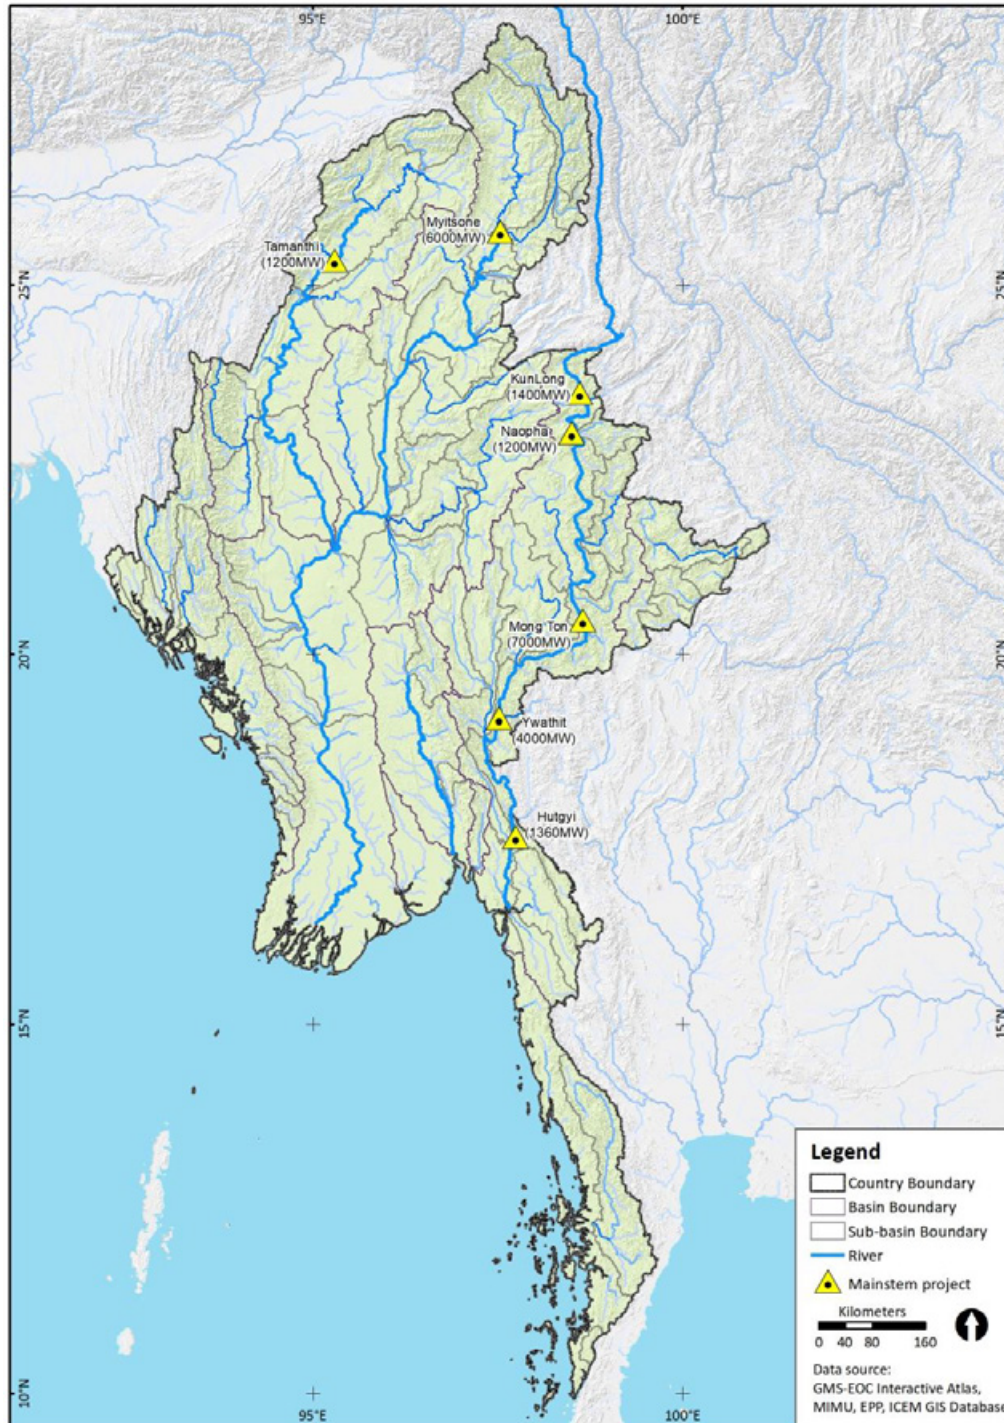 95°E
100°E
Myitsone
(6000MW)
Tamanthi
(1200MW)
25°N
25°N
KunLong
(1400MW)
Naopha
(1200MW)
Mong Ton
(7000MW)
20°N
20°N
Ywathit
(4000MW)
Hutgyi
(1360MW)
15°N
15°N
Legend
Country Boundary
Basin Boundary
Sub-basin Boundary
River
Mainstem project
Kilometers
0 40 80 160
Data source:
GMS-EOC Interactive Atlas,
MIMU, EPP, ICEM GIS Database
10°N
95°E
100°E